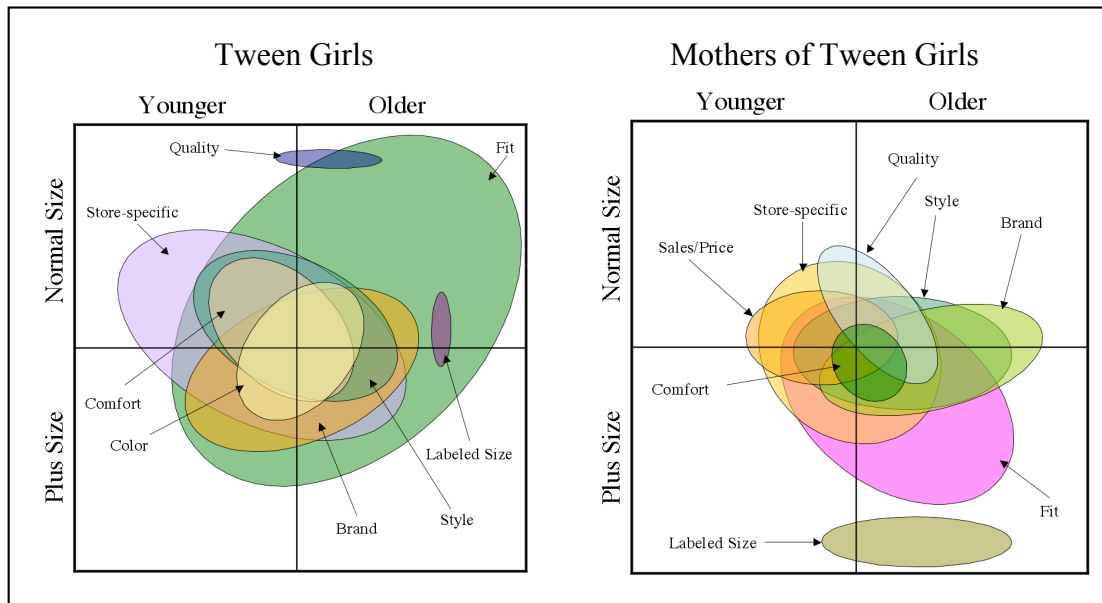 Tween Girls
Mothers of Tween Girls
Younger
Older
Younger
Older
Normal Size
Plus Size
Quality
Fit
Store-specific
Comfort
Color
Brand
Style
Labeled Size
Normal Size
Plus Size
Quality
Style
Store-specific
Brand
Sales/Price
Comfort
Fit
Labeled Size